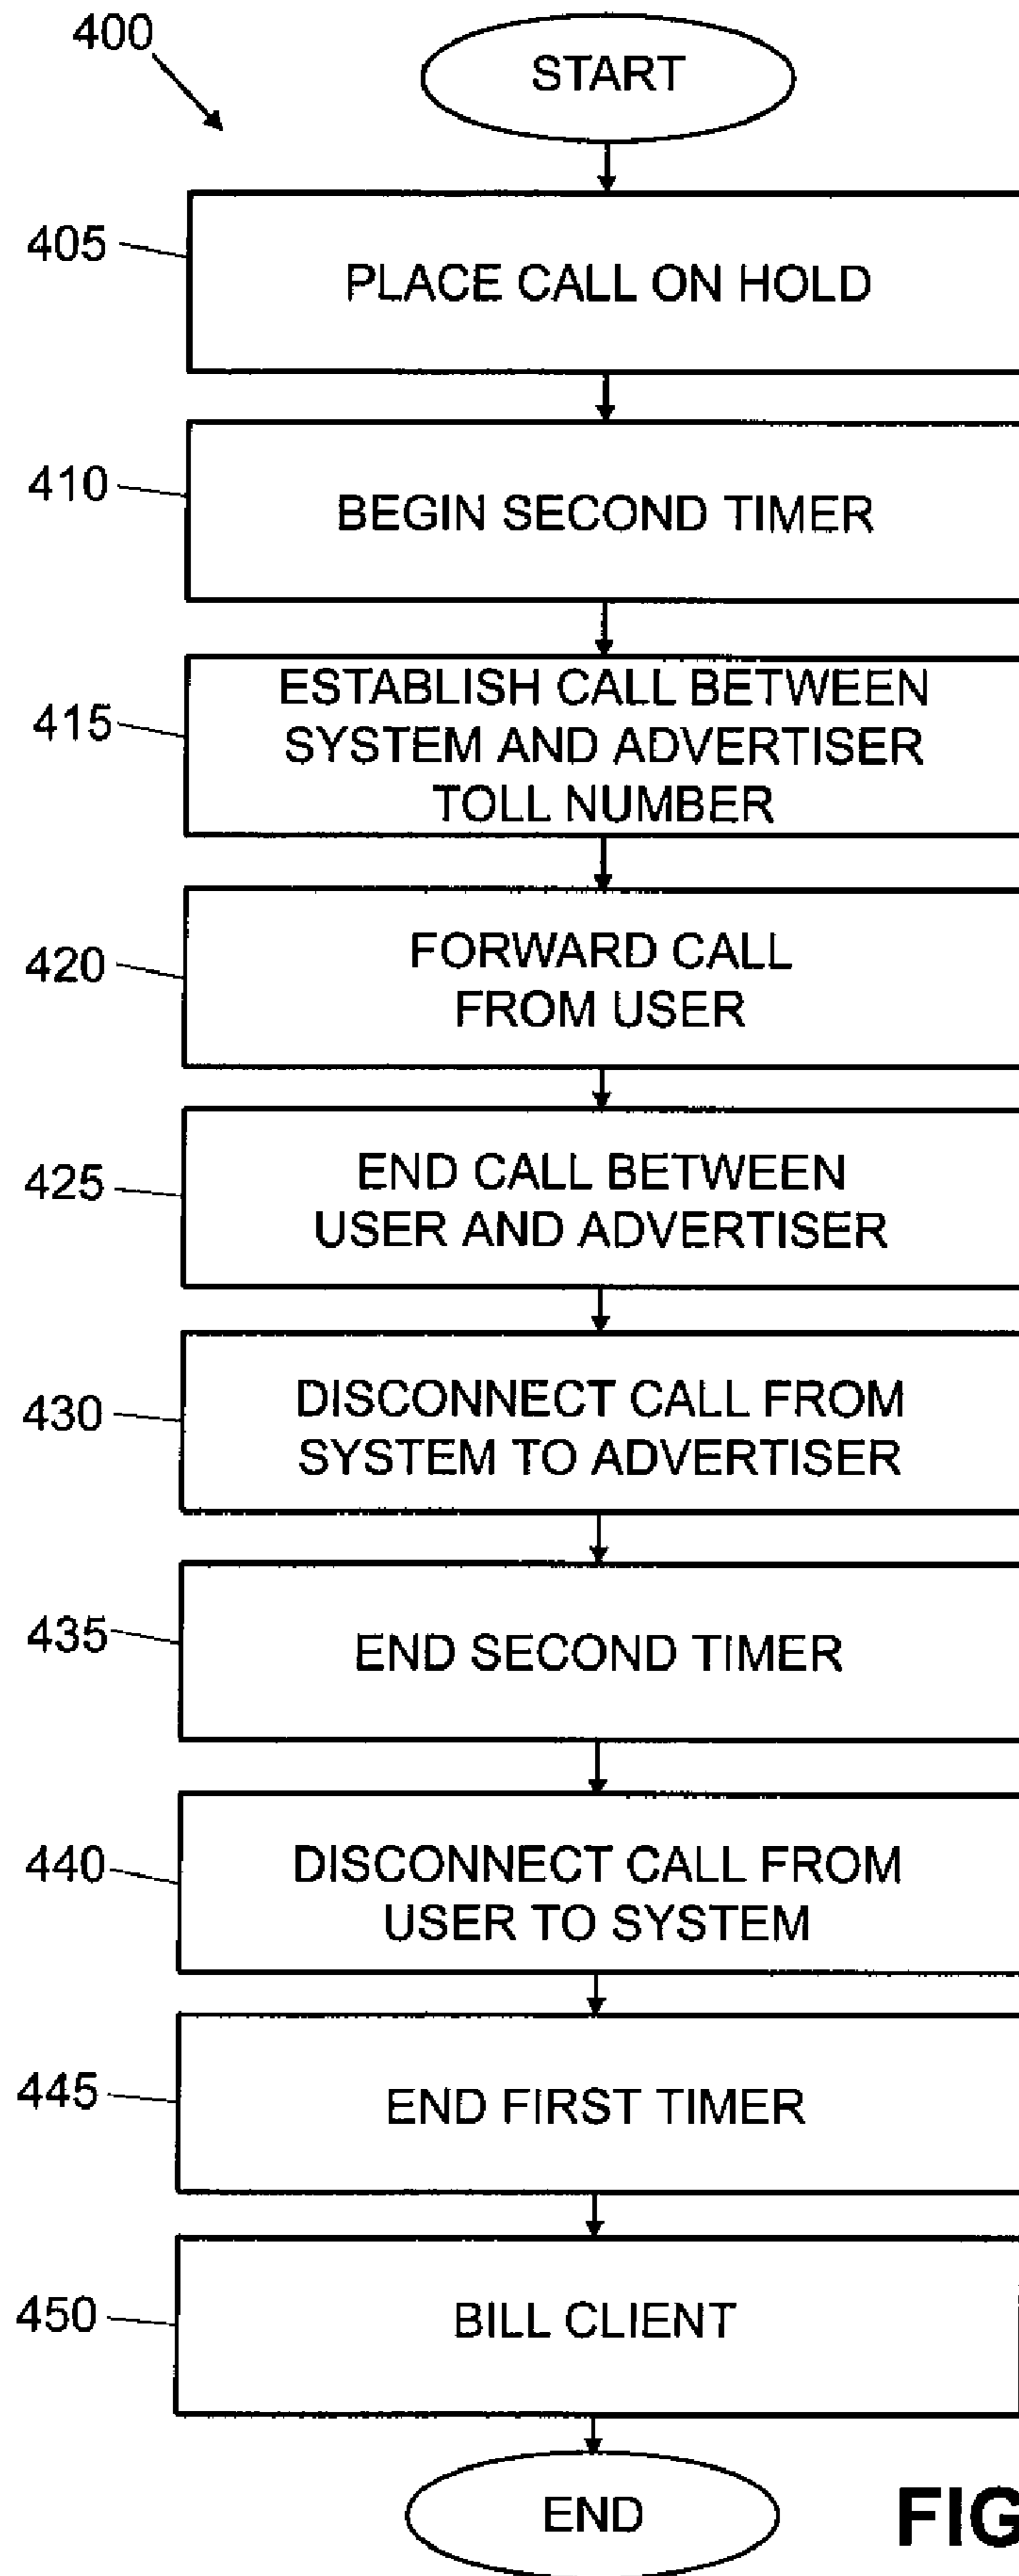 400
START
405
PLACE CALL ON HOLD
410
BEGIN SECOND TIMER
415
ESTABLISH CALL BETWEEN
SYSTEM AND ADVERTISER
TOLL NUMBER
420
FORWARD CALL
FROM USER
425
END CALL BETWEEN
USER AND ADVERTISER
430
DISCONNECT CALL FROM
SYSTEM TO ADVERTISER
435
END SECOND TIMER
440
DISCONNECT CALL FROM
USER TO SYSTEM
445
END FIRST TIMER
450
BILL CLIENT
END
FIG